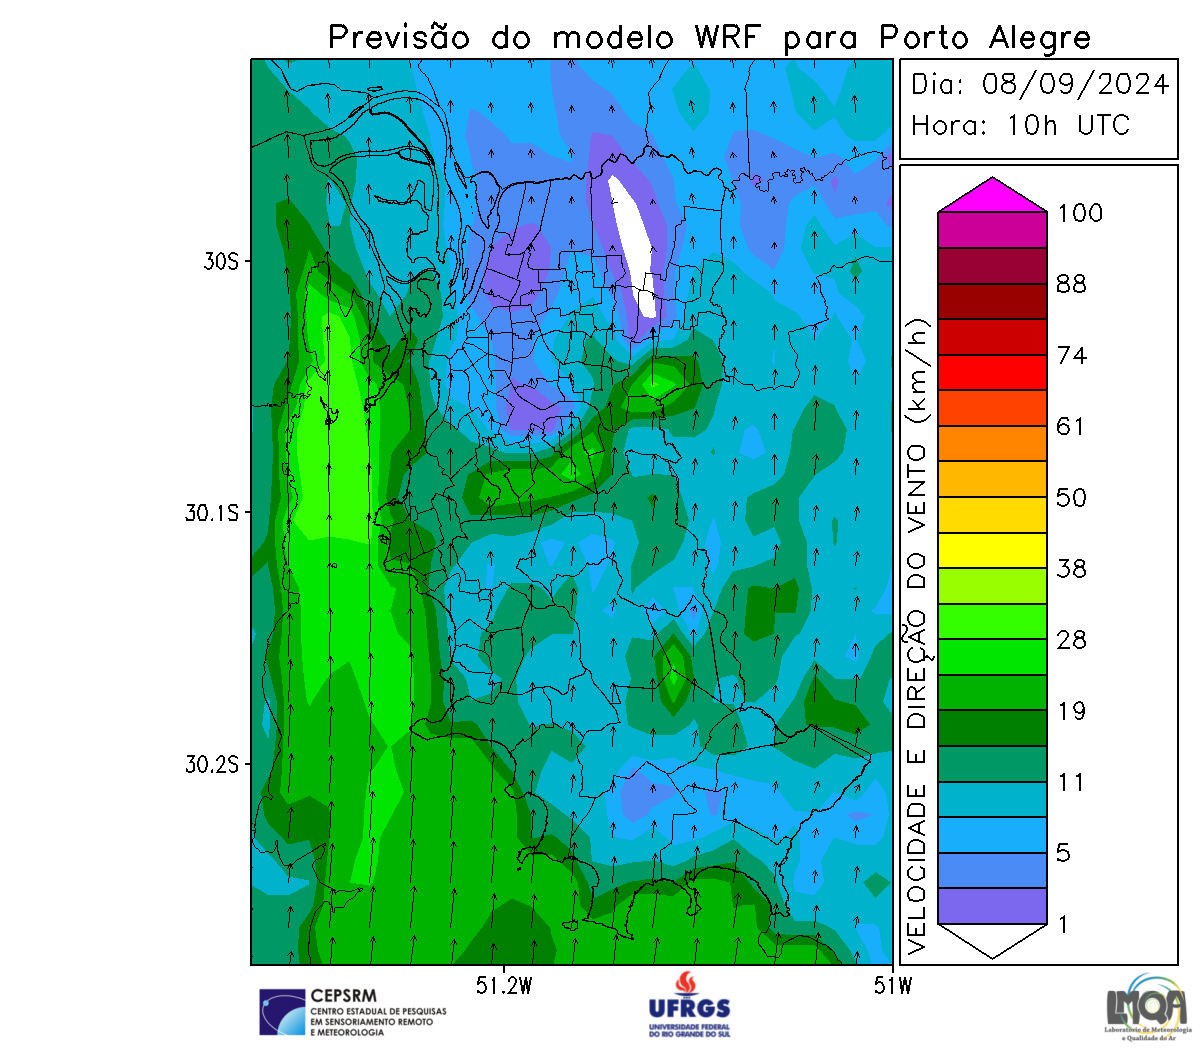 Previsão do modelo WRF para Porto Alegre
Dia: 08/09/2024
Hora: 10h UTC
100
88
74
61
50
38
28
19
11
5
1
VELOCIDADE E DIREÇÃO DO VENTO (km/h)
30S
30.1S
30.2S
51.2W
51W
CEPSRM
CENTRO ESTADUAL DE PESQUISAS
EM SENSORIAMENTO REMOTO
E METEOROLOGIA
UFRGS
UNIVERSIDADE FEDERAL
DO RIO GRANDE DO SUL
LMQA
Laboratório de Meteorologia
e Qualidade do Ar